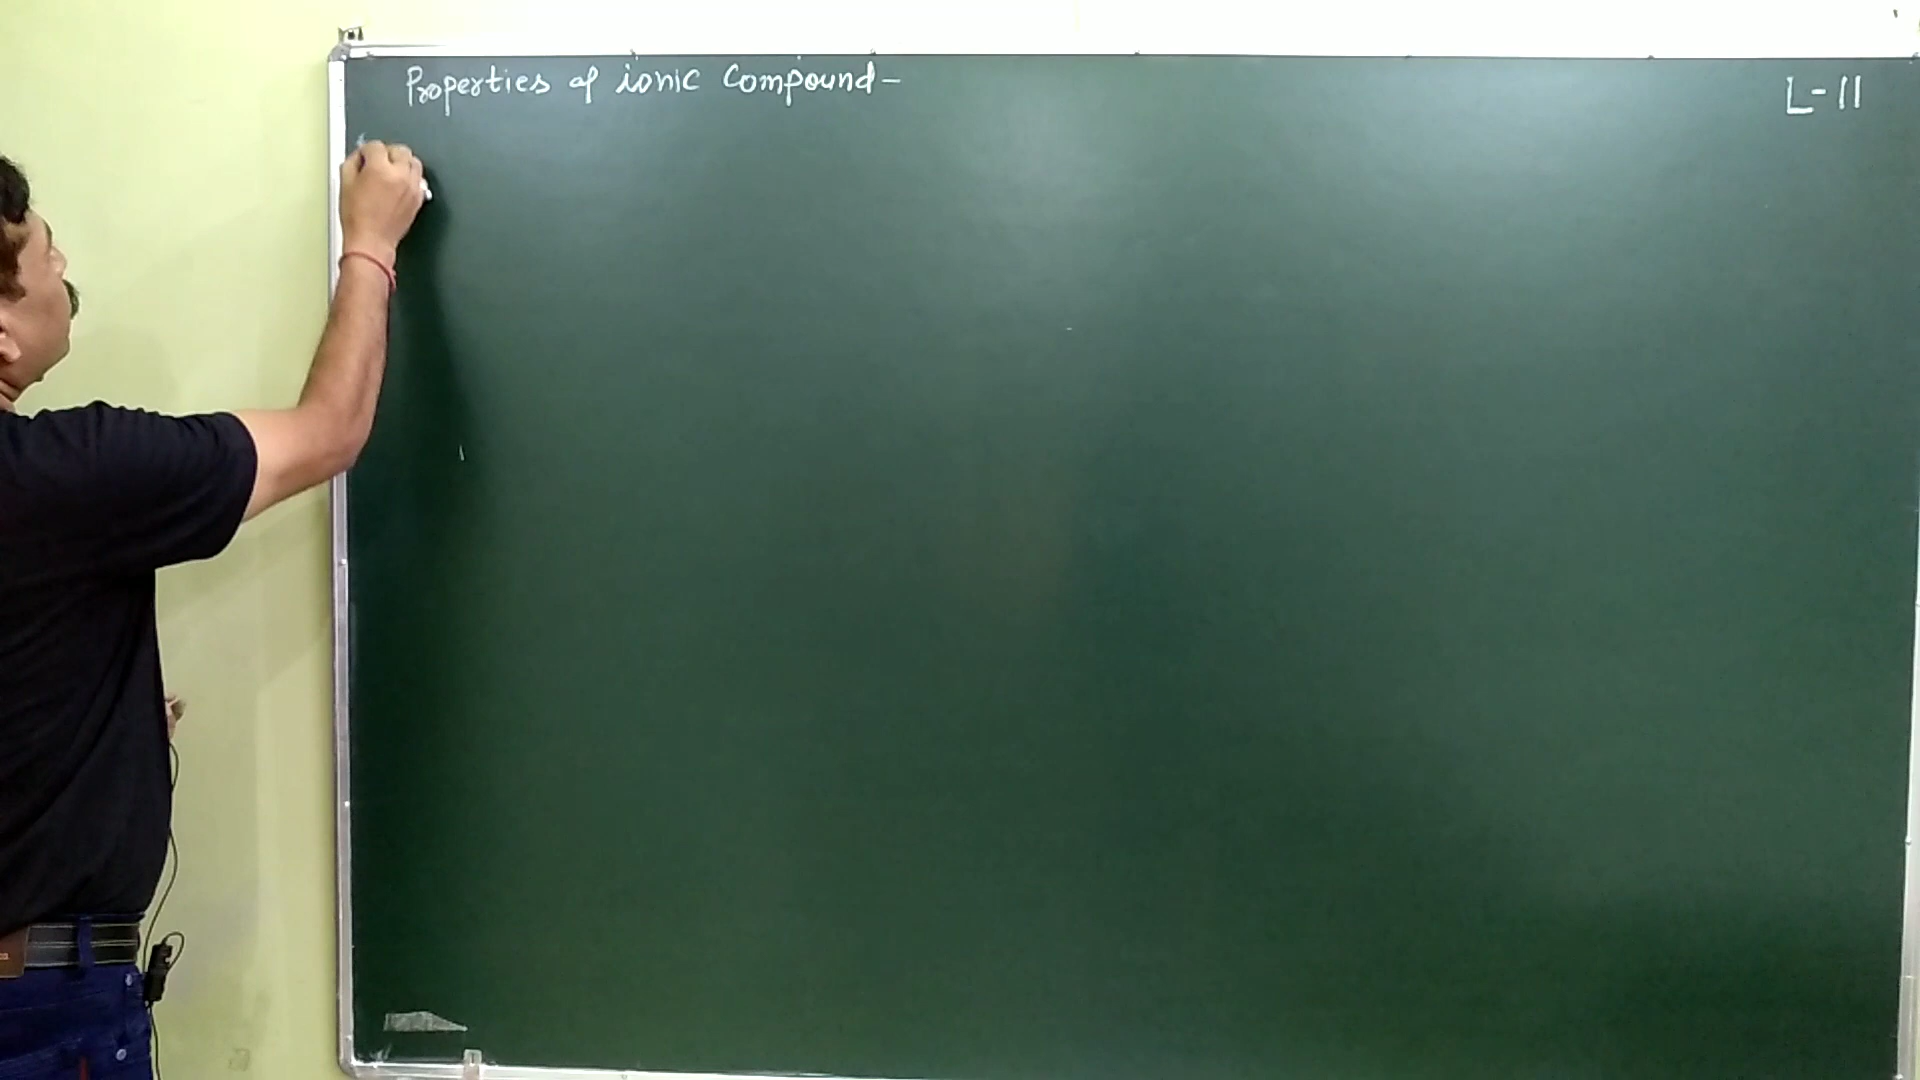 Properties of ionic Compound-
L-11